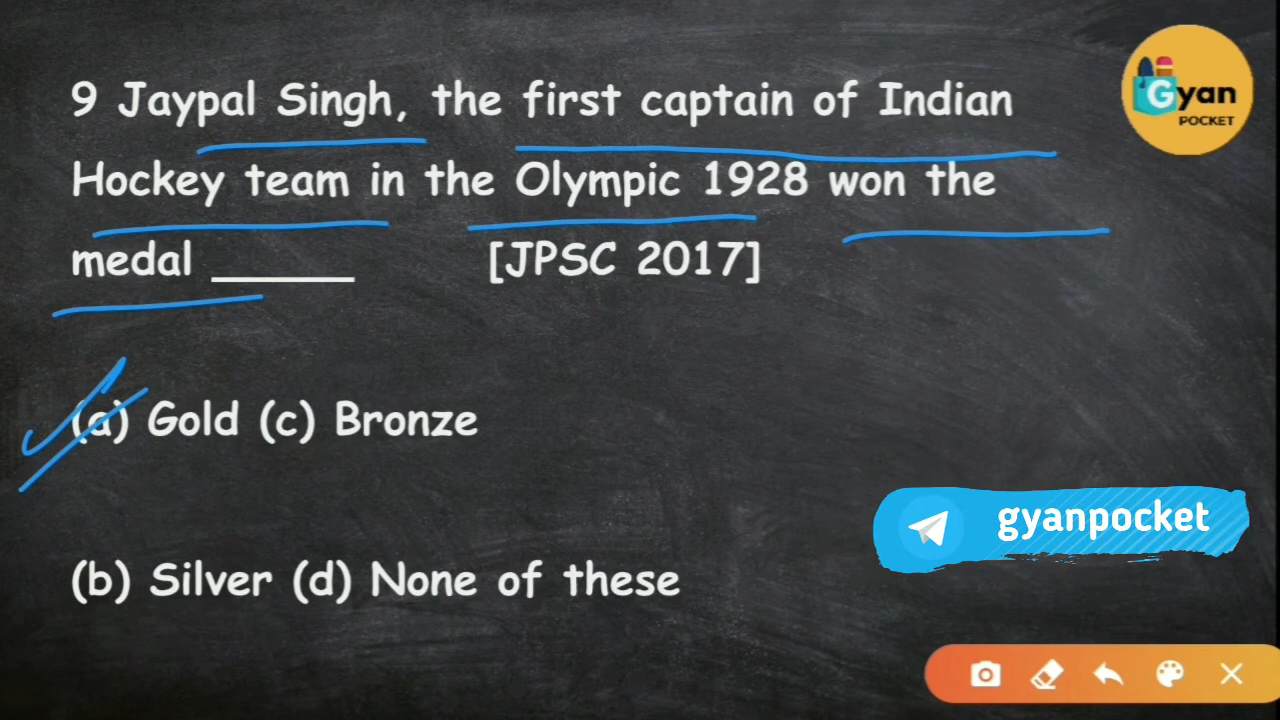 9 Jaypal Singh, the first captain of Indian
Hockey team in the Olympic 1928 won the
medal ______ [JPSC 2017]
(a) Gold (c) Bronze
(b) Silver (d) None of these
Gyan
POCKET
gyanpocket